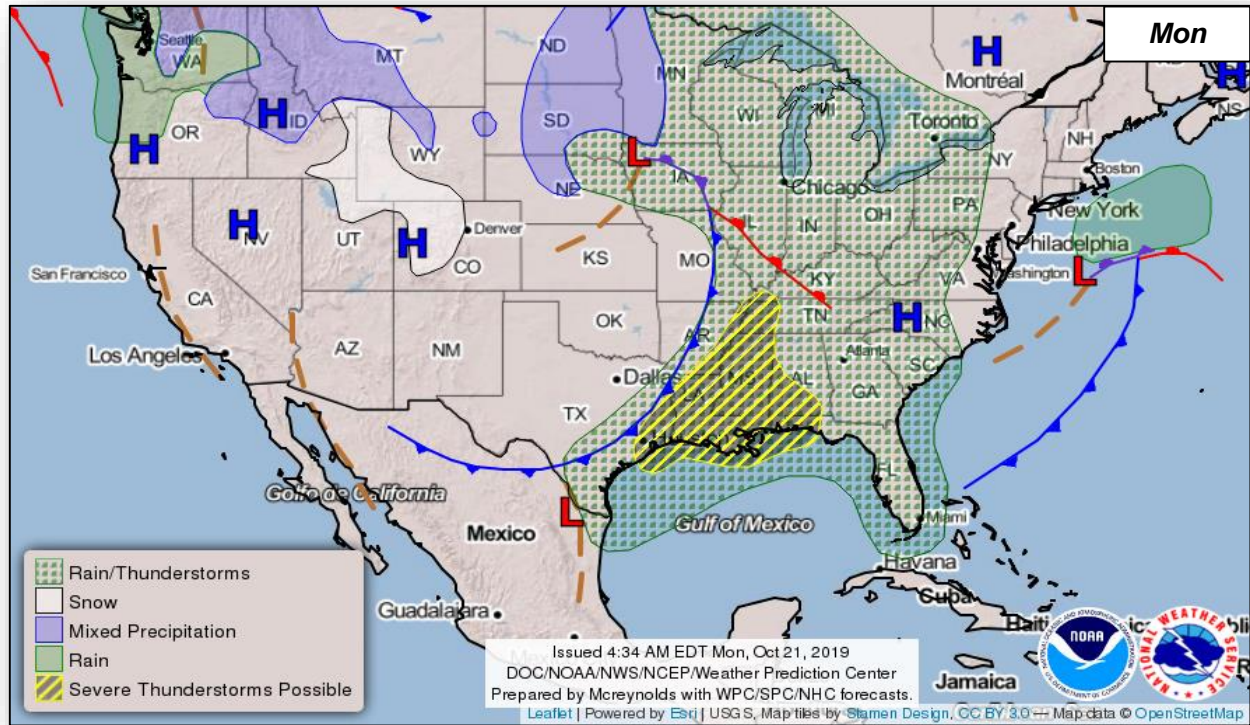 Mon
Seattle
WA
MT
ND
MN
H
Montréal
H
NS
H
OR
H
ID
SD
WI
MI
Toronto
NH
WY
L
NY
Boston
NE
IA
Chicago
PA
New York
H
NV
UT
H
Denver
CO
KS
MO
IL
IN
OH
Philadelphia
San Francisco
CA
KY
VA
Washington
L
OK
TN
H
NC
Los Angeles
AZ
NM
AR
Atlanta
SC
Dallas
LA
MS
AL
GA
TX
Golfo de California
L
Mexico
Gulf of Mexico
FL
Miami
Havana
Cuba
Guadalajara
Jamaica
Rain/Thunderstorms
Snow
Mixed Precipitation
Rain
Severe Thunderstorms Possible
Issued 4:34 AM EDT Mon, Oct 21, 2019
DOC/NOAA/NWS/NCEP/Weather Prediction Center
Prepared by Mcreynolds with WPC/SPC/NHC forecasts.
Leaflet | Powered by Esri | USGS, Map tiles by Stamen Design, CC BY 3.0 — Map data © OpenStreetMap
NOAA
NATIONAL WEATHER SERVICE